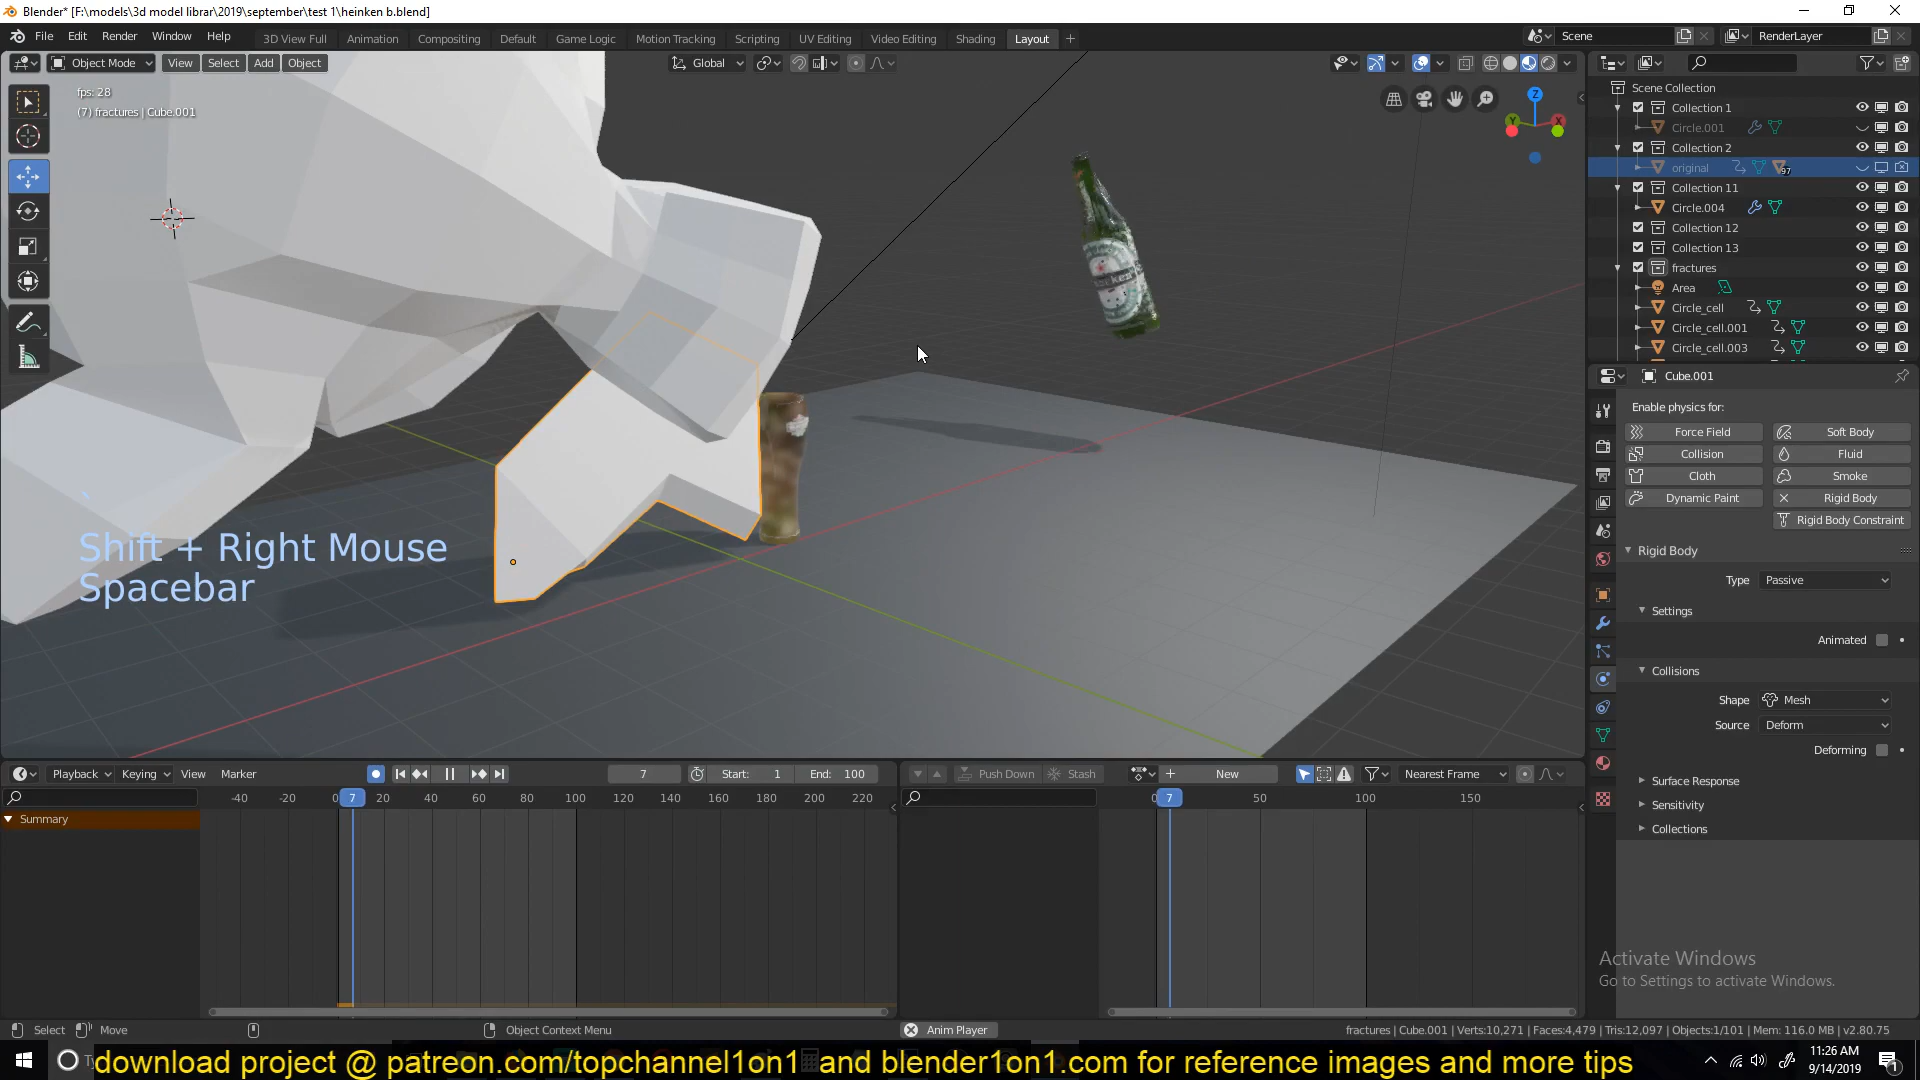 Blender* [F:\models\3d model librar\2019\september\test 1\heinken b.blend]
File Edit Render Window Help
3D View Full Animation Compositing Default Game Logic Motion Tracking Scripting UV Editing Video Editing Shading Layout
Scene
RenderLayer
Object Mode View Select Add Object
Global
fps: 28
(7) fractures | Cube.001
Scene Collection
Collection 1
Circle.001
Collection 2
original 97
Collection 11
Circle.004
Collection 12
Collection 13
fractures
Area
Circle_cell
Circle_cell.001
Circle_cell.003
Cube.001
Enable physics for:
Force Field Soft Body
Collision Fluid
Cloth Smoke
Dynamic Paint Rigid Body
Rigid Body Constraint
Rigid Body
Type Passive
Settings
Animated
Collisions
Shape Mesh
Source Deform
Deforming
Surface Response
Sensitivity
Collections
Shift + Right Mouse
Spacebar
Playback Keying View Marker
7 Start: 1 End: 100
Push Down Stash New Nearest Frame
-40 -20 0 7 20 40 60 80 100 120 140 160 180 200 220
0 7 50 100 150
Summary
Activate Windows
Go to Settings to activate Windows.
Select Move Object Context Menu Anim Player
fractures | Cube.001 | Verts:10,271 | Faces:4,479 | Tris:12,097 | Objects:1/101 | Mem: 116.0 MB | v2.80.75
download project @ patreon.com/topchannel1on1 and blender1on1.com for reference images and more tips
11:26 AM
9/14/2019
1